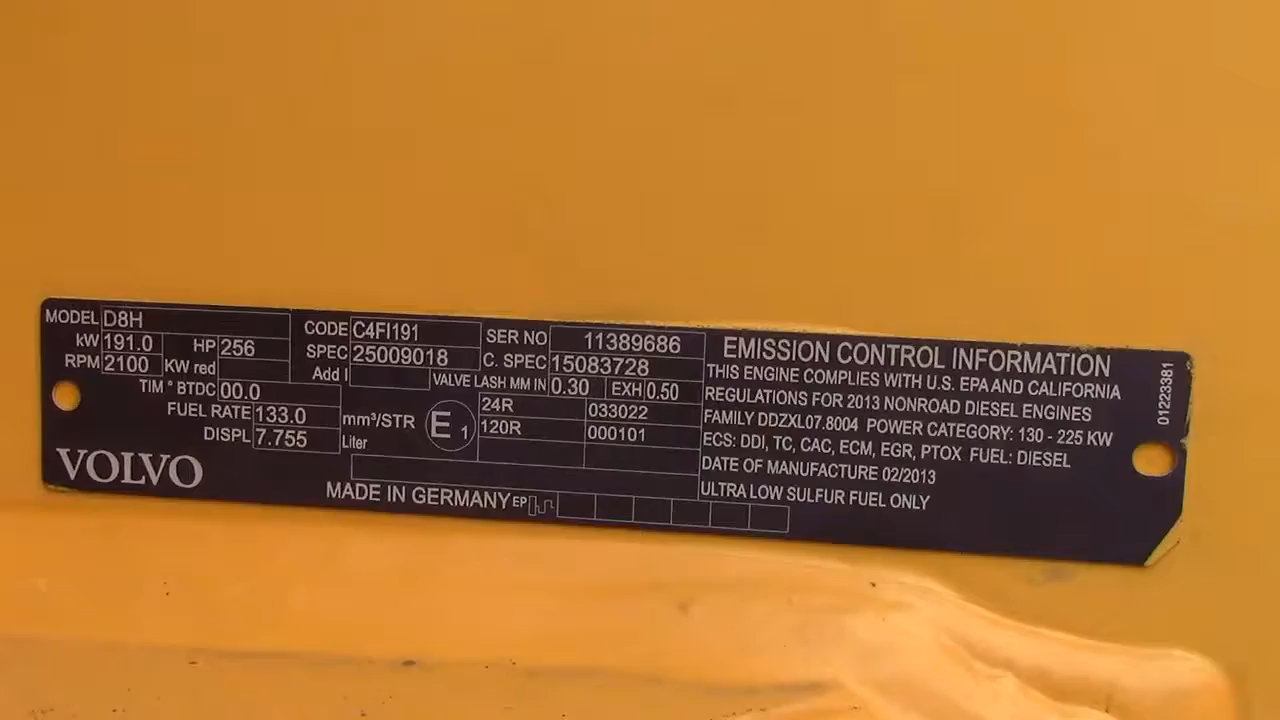 MODEL D8H
kW 191.0 HP 256
RPM 2100 KW red
TIM ° BTDC 00.0
FUEL RATE 133.0 mm³/STR
DISPL 7.755 Liter
VOLVO
CODE C4FI191
SPEC 25009018
Add I
SER NO 11389686
C. SPEC 15083728
VALVE LASH MM IN 0.30 EXH 0.50
E 1
24R 033022
120R 000101
MADE IN GERMANY EP
EMISSION CONTROL INFORMATION
THIS ENGINE COMPLIES WITH U.S. EPA AND CALIFORNIA
REGULATIONS FOR 2013 NONROAD DIESEL ENGINES
FAMILY DDZXL07.8004 POWER CATEGORY: 130 - 225 KW
ECS: DDI, TC, CAC, ECM, EGR, PTOX FUEL: DIESEL
DATE OF MANUFACTURE 02/2013
ULTRA LOW SULFUR FUEL ONLY
01223381